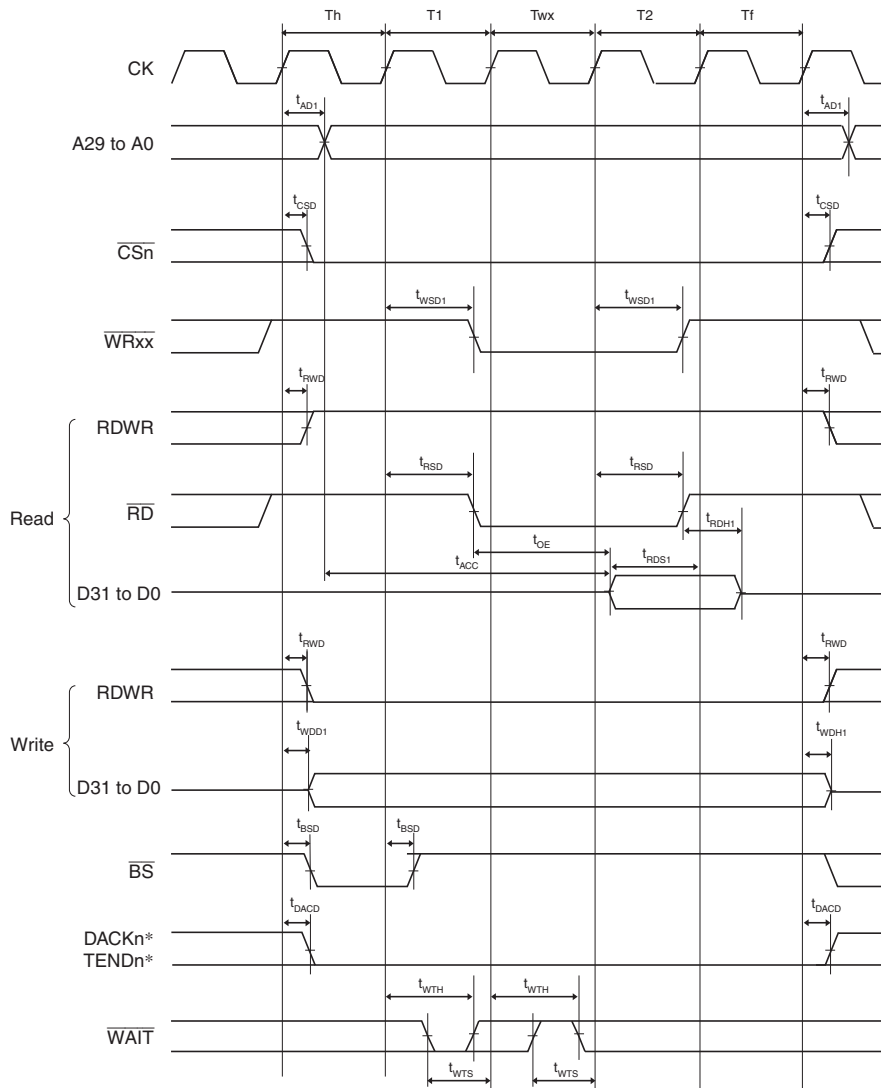 Th T1 Twx T2 Tf
CK
tAD1 tAD1
A29 to A0
tCSD tCSD
CSn
tWSD1 tWSD1
WRxx
tRWD tRWD
RDWR
tRSD tRSD
Read
RD
tRDH1
tOE
tACC tRDS1
D31 to D0
tRWD tRWD
RDWR
Write
tWDD1 tWDH1
D31 to D0
tBSD tBSD
BS
tDACD tDACD
DACKn*
TENDn*
tWTH tWTH
WAIT
tWTS tWTS